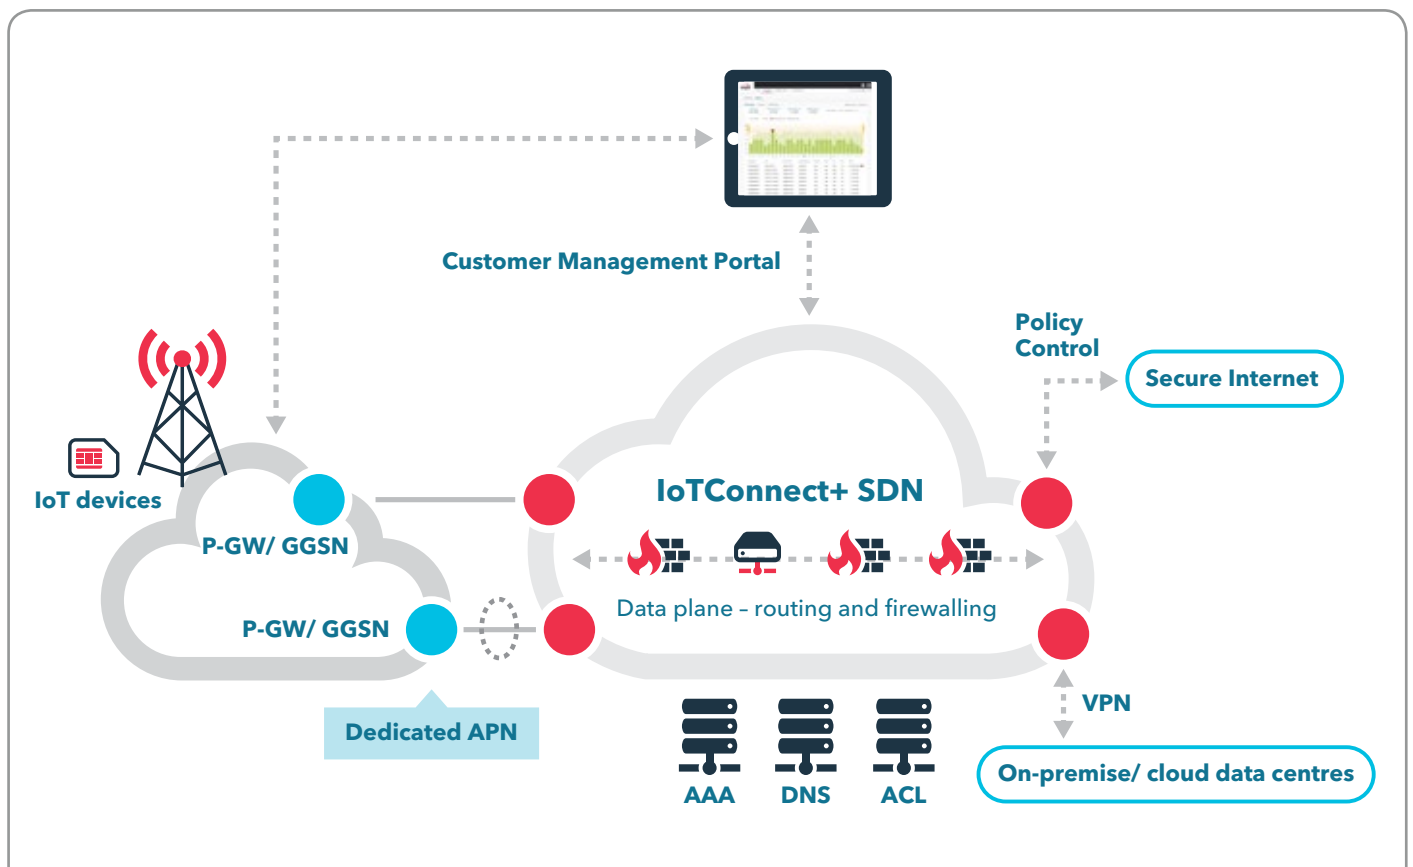 Customer Management Portal
Policy
Control
Secure Internet
IoT devices
IoTConnect+ SDN
P-GW/ GGSN
Data plane – routing and firewalling
P-GW/ GGSN
VPN
Dedicated APN
On-premise/ cloud data centres
AAA
DNS
ACL